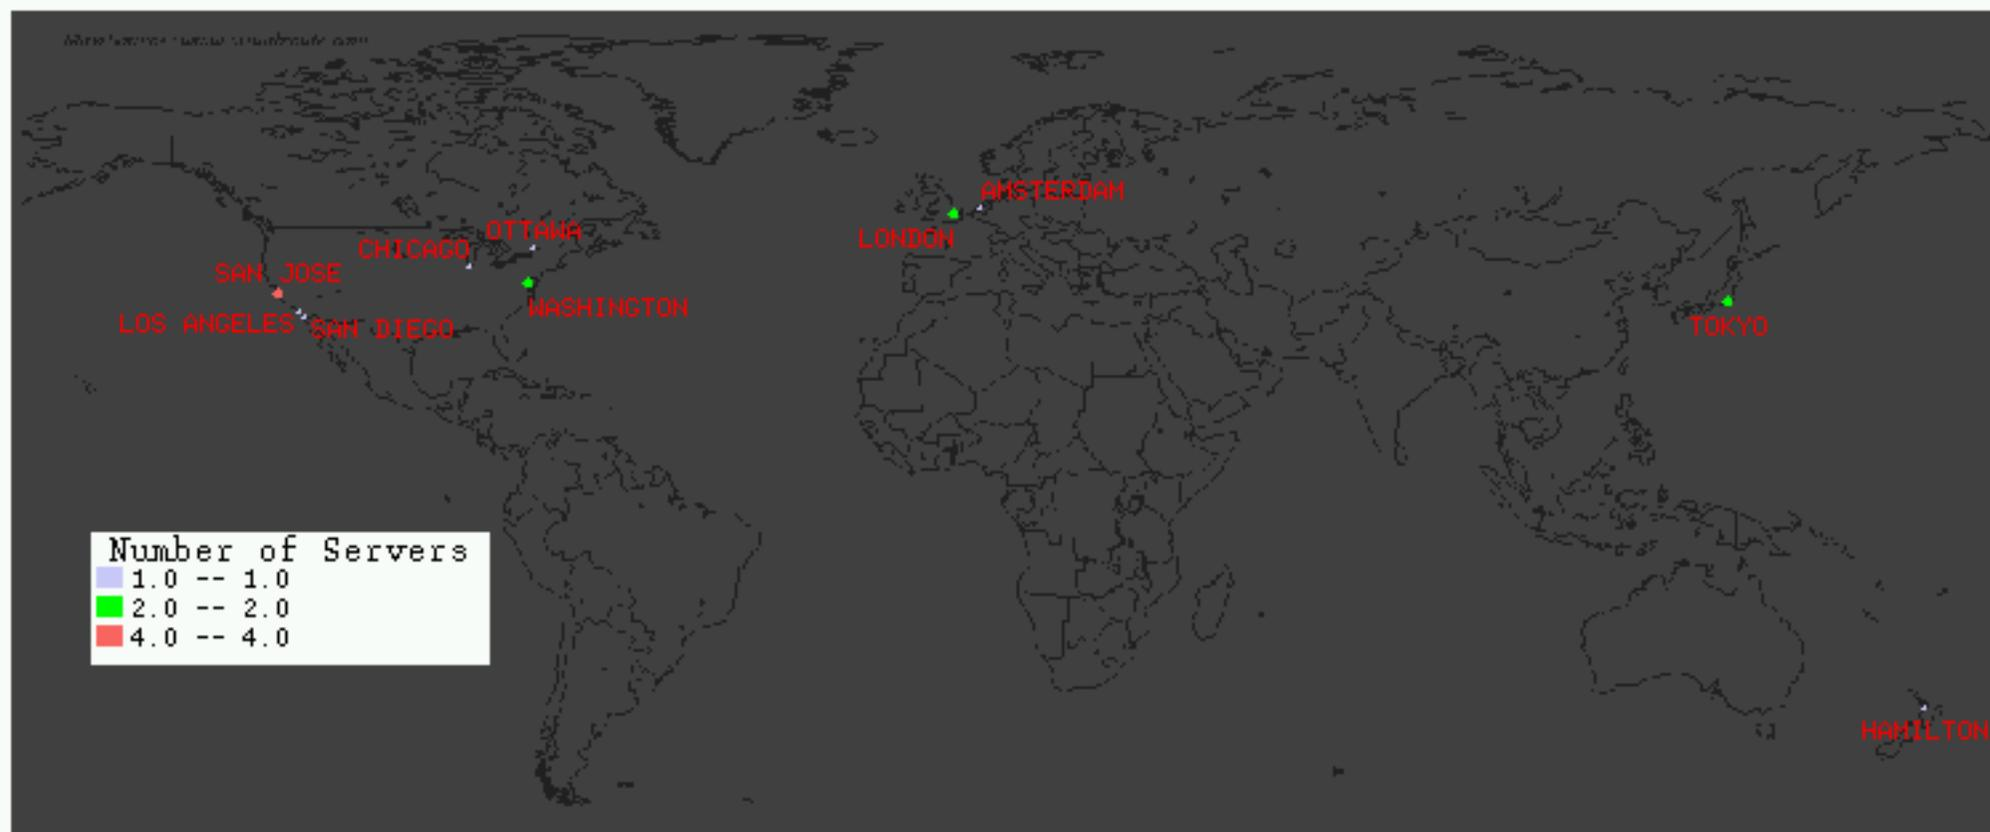 AMSTERDAM
LONDON
OTTAWA
CHICAGO
SAN JOSE
WASHINGTON
LOS ANGELES
SAN DIEGO
TOKYO
Number of Servers
1.0 -- 1.0
2.0 -- 2.0
4.0 -- 4.0
HAMILTON